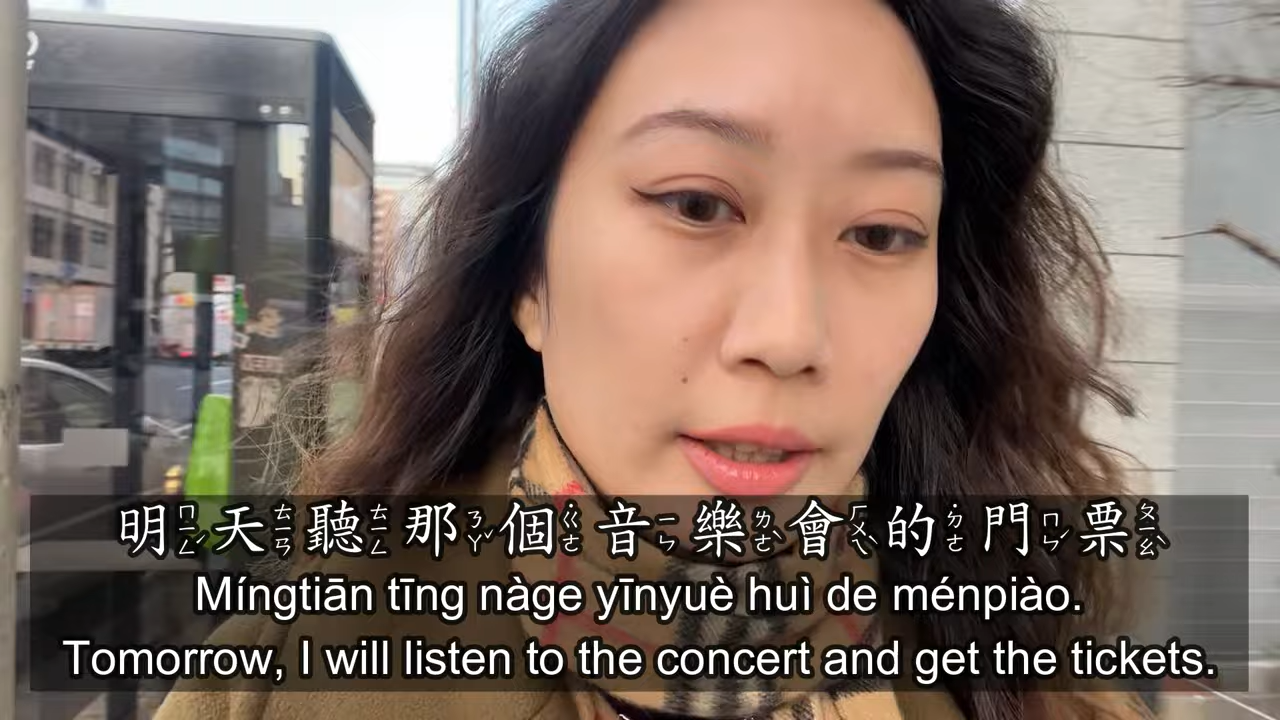 明天聽那個音樂會的門票
Míngtiān tīng nàge yīnyuè huì de ménpiào.
Tomorrow, I will listen to the concert and get the tickets.